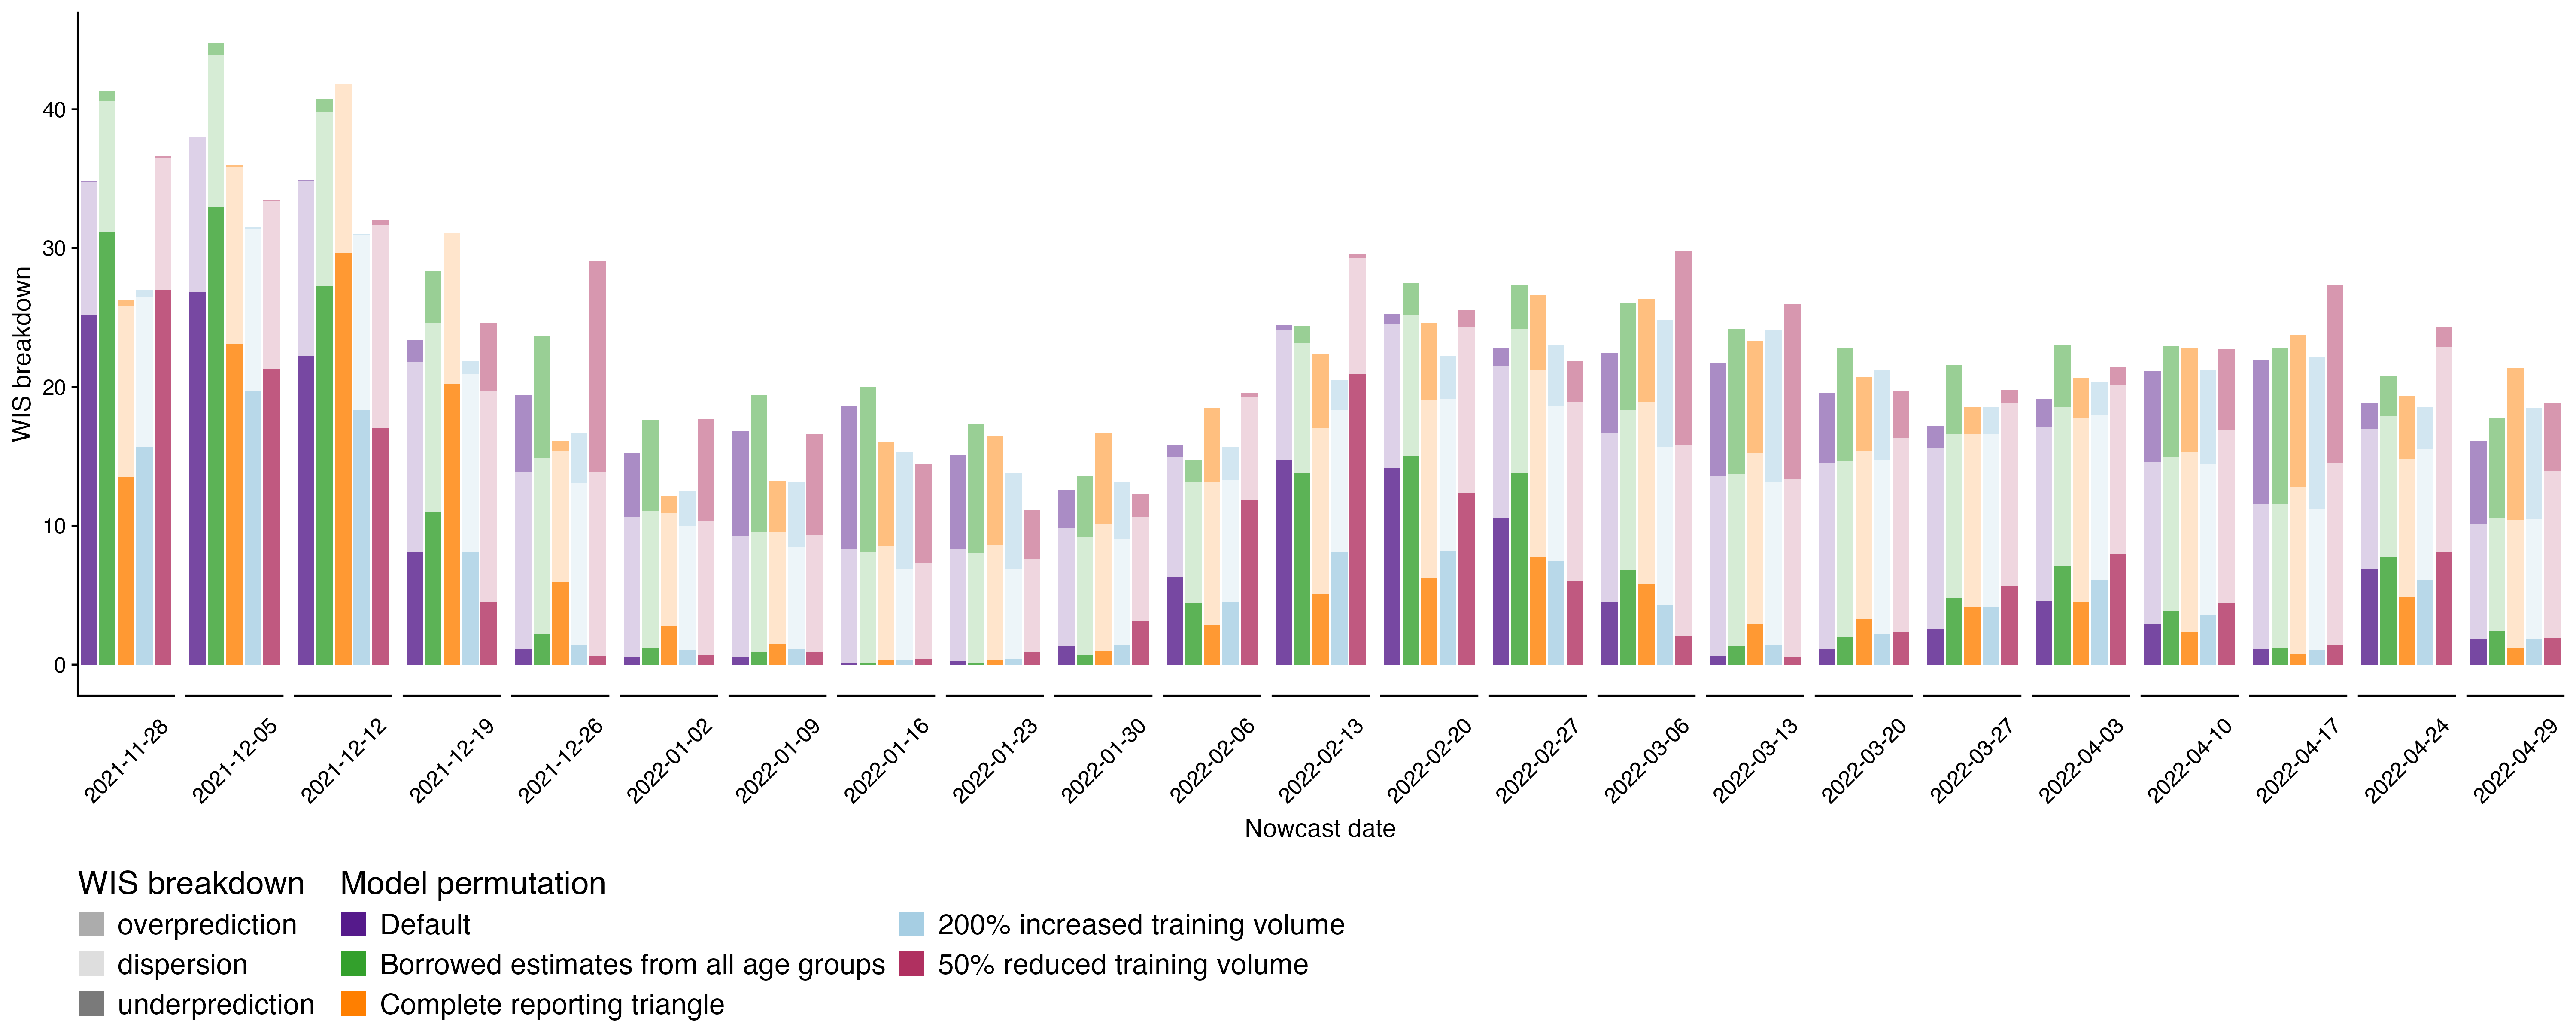 WIS breakdown
40
30
20
10
0
2021-11-28
2021-12-05
2021-12-12
2021-12-19
2021-12-26
2022-01-02
2022-01-09
2022-01-16
2022-01-23
2022-01-30
2022-02-06
2022-02-13
2022-02-20
2022-02-27
2022-03-06
2022-03-13
2022-03-20
2022-03-27
2022-04-03
2022-04-10
2022-04-17
2022-04-24
2022-04-29
Nowcast date
WIS breakdown
overprediction
dispersion
underprediction
Model permutation
Default
Borrowed estimates from all age groups
Complete reporting triangle
200% increased training volume
50% reduced training volume